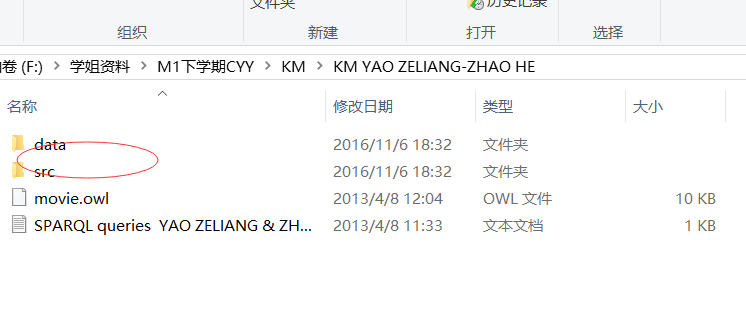 文件夹
历史记录
组织
新建
打开
选择
卷 (F:) > 学姐资料 > M1下学期CYY > KM > KM YAO ZELIANG-ZHAO HE
名称 修改日期 类型 大小
data 2016/11/6 18:32 文件夹
src 2016/11/6 18:32 文件夹
movie.owl 2013/4/8 12:04 OWL 文件 10 KB
SPARQL queries YAO ZELIANG & ZH... 2013/4/8 11:33 文本文档 1 KB